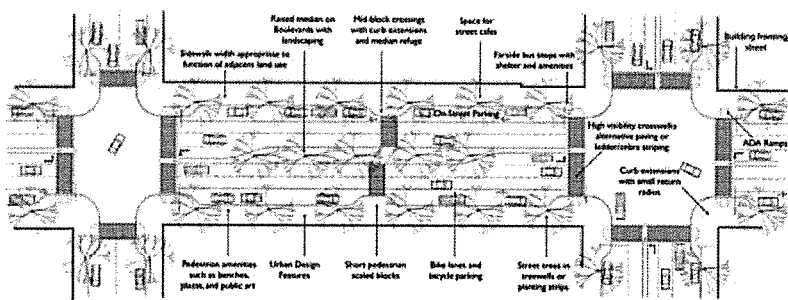 Raised median on
Boulevards with
landscaping
Mid-block crossings
with curb extensions
and median refuge
Space for
street cafes
Building fronting
street
Sidewalk width appropriate to
function of adjacent land use
Farside bus stops with
shelter and amenities
On-Street Parking
High visibility crosswalks
alternative paving or
ladder/zebra striping
ADA Ramps
Curb extensions
with small return
radius
Pedestrian amenities
such as benches,
plazas, and public art
Urban Design
Features
Short pedestrian
scaled blocks
Bike lanes and
bicycle parking
Street trees in
treewells or
planting strips